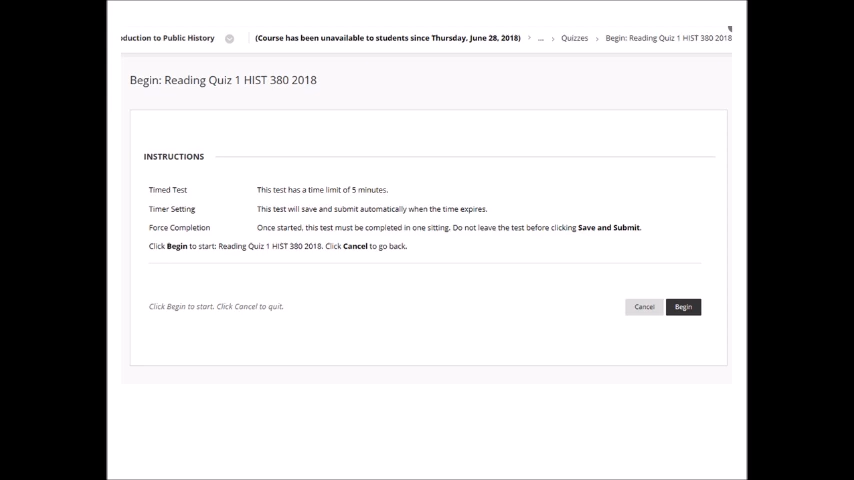 duction to Public History (Course has been unavailable to students since Thursday, June 28, 2018) > ... > Quizzes > Begin: Reading Quiz 1 HIST 380 2018
Begin: Reading Quiz 1 HIST 380 2018
INSTRUCTIONS
Timed Test This test has a time limit of 5 minutes.
Timer Setting This test will save and submit automatically when the time expires.
Force Completion Once started, this test must be completed in one sitting. Do not leave the test before clicking Save and Submit.
Click Begin to start: Reading Quiz 1 HIST 380 2018. Click Cancel to go back.
Click Begin to start. Click Cancel to quit. Cancel Begin